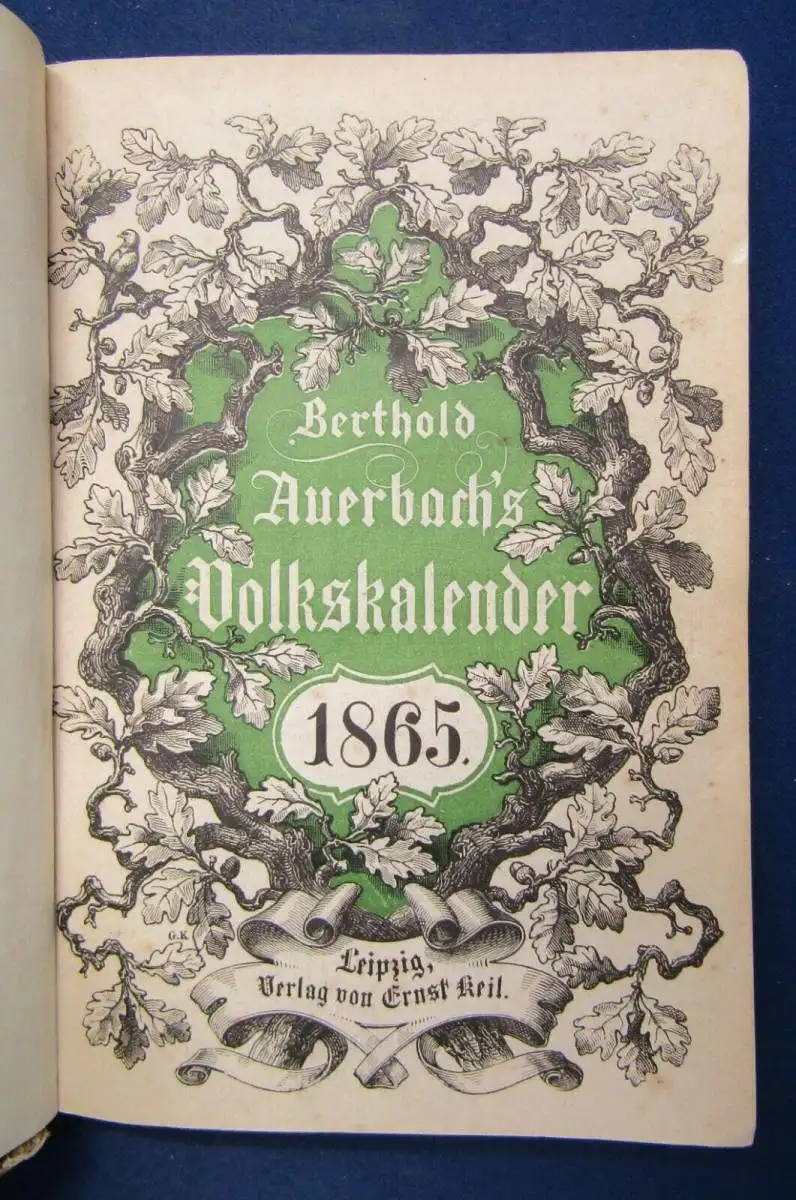 Berthold
Auerbach's
Volkskalender
1865.
G.K
Leipzig,
Verlag von Ernst Keil.